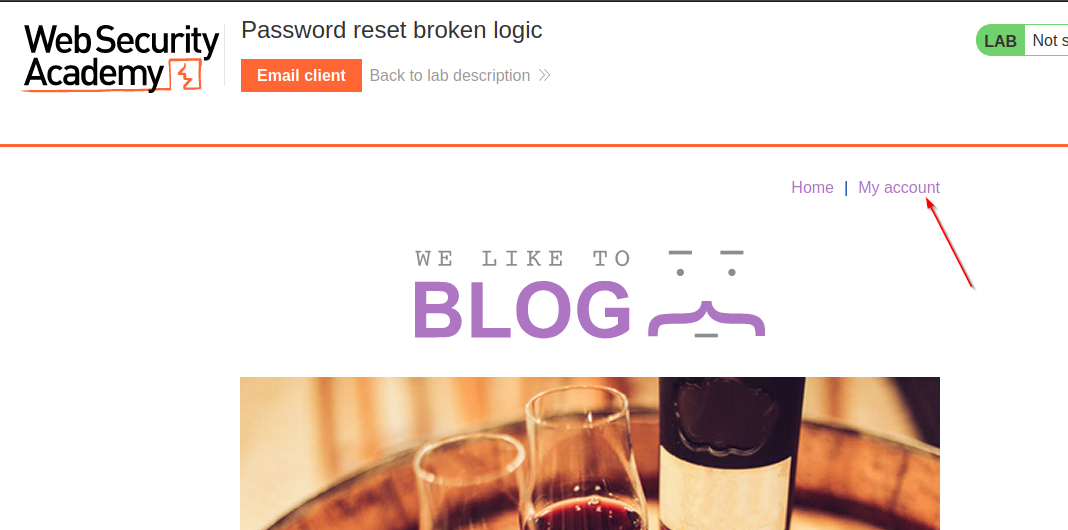 Web Security
Academy
Password reset broken logic
Email client
Back to lab description
LAB
Not s
Home | My account
WE LIKE TO
BLOG